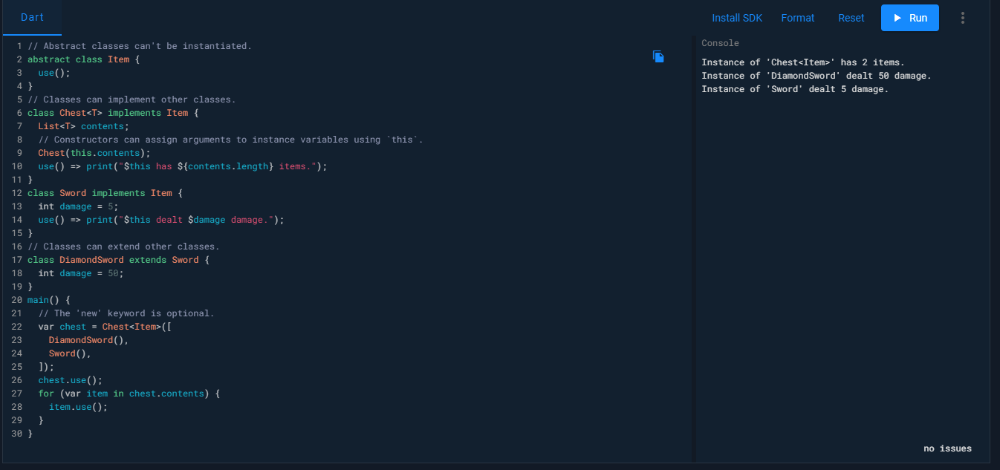 Dart
Install SDK Format Reset Run
1 // Abstract classes can't be instantiated.
2 abstract class Item {
3   use();
4 }
5 // Classes can implement other classes.
6 class Chest<T> implements Item {
7   List<T> contents;
8   // Constructors can assign arguments to instance variables using `this`.
9   Chest(this.contents);
10   use() => print("$this has ${contents.length} items.");
11 }
12 class Sword implements Item {
13   int damage = 5;
14   use() => print("$this dealt $damage damage.");
15 }
16 // Classes can extend other classes.
17 class DiamondSword extends Sword {
18   int damage = 50;
19 }
20 main() {
21   // The 'new' keyword is optional.
22   var chest = Chest<Item>([
23     DiamondSword(),
24     Sword(),
25   ]);
26   chest.use();
27   for (var item in chest.contents) {
28     item.use();
29   }
30 }
Console
Instance of 'Chest<Item>' has 2 items.
Instance of 'DiamondSword' dealt 50 damage.
Instance of 'Sword' dealt 5 damage.
no issues